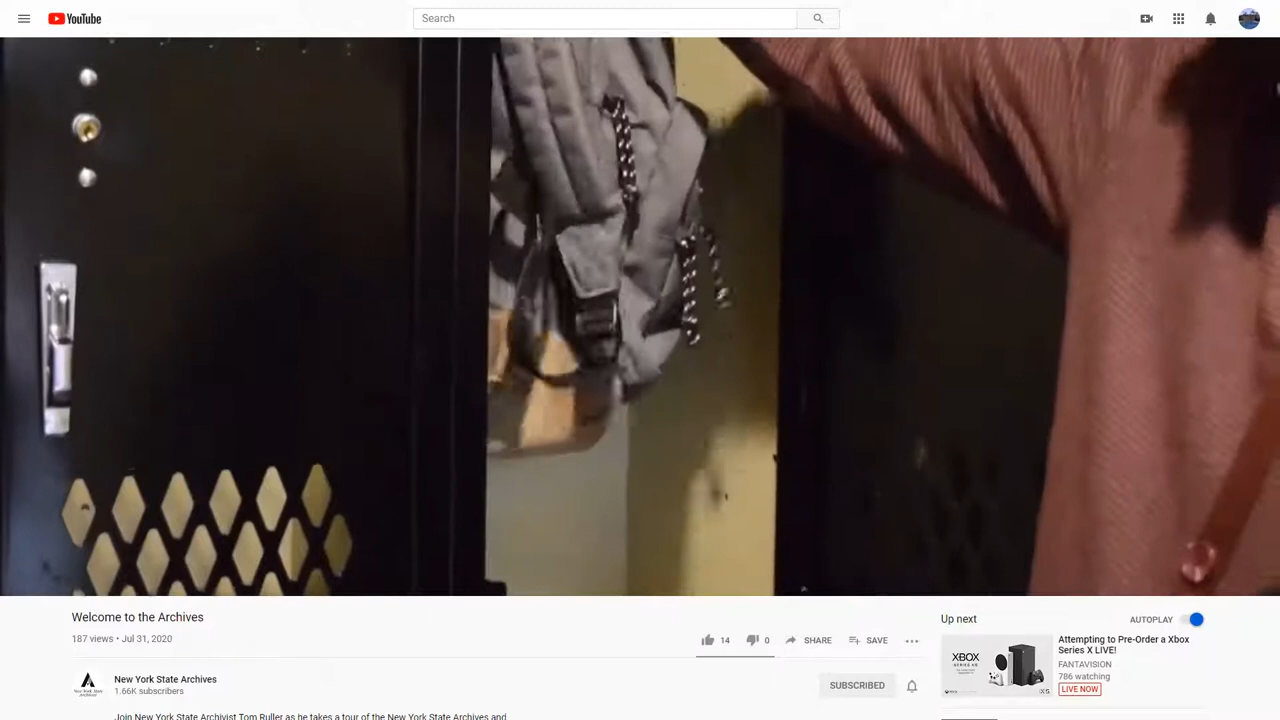 YouTube
Search
Welcome to the Archives
187 views • Jul 31, 2020
14
0
SHARE
SAVE
New York State Archives
1.66K subscribers
SUBSCRIBED
Join New York State Archivist Tom Ruller as he takes a tour of the New York State Archives and
Up next
AUTOPLAY
XBOX
SERIES X|S
Attempting to Pre-Order a Xbox
Series X LIVE!
FANTAVISION
786 watching
LIVE NOW